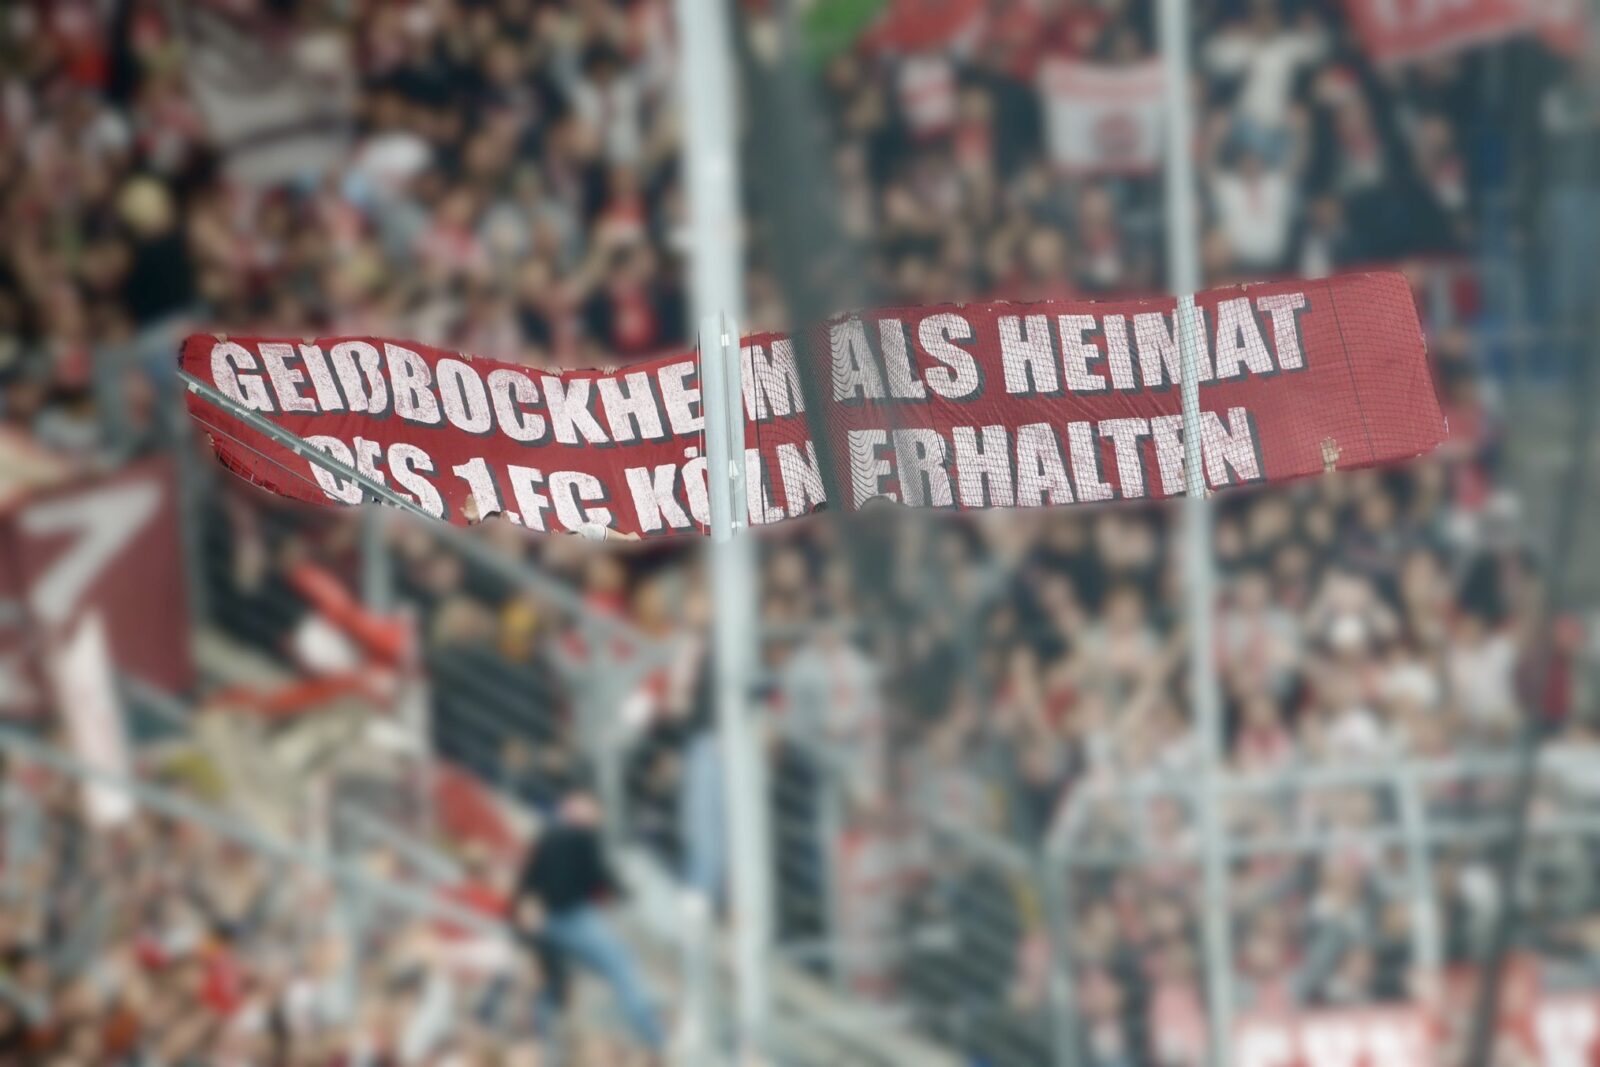 GEIßBOCKHEIM ALS HEIMAT
DES 1.FC KÖLN ERHALTEN